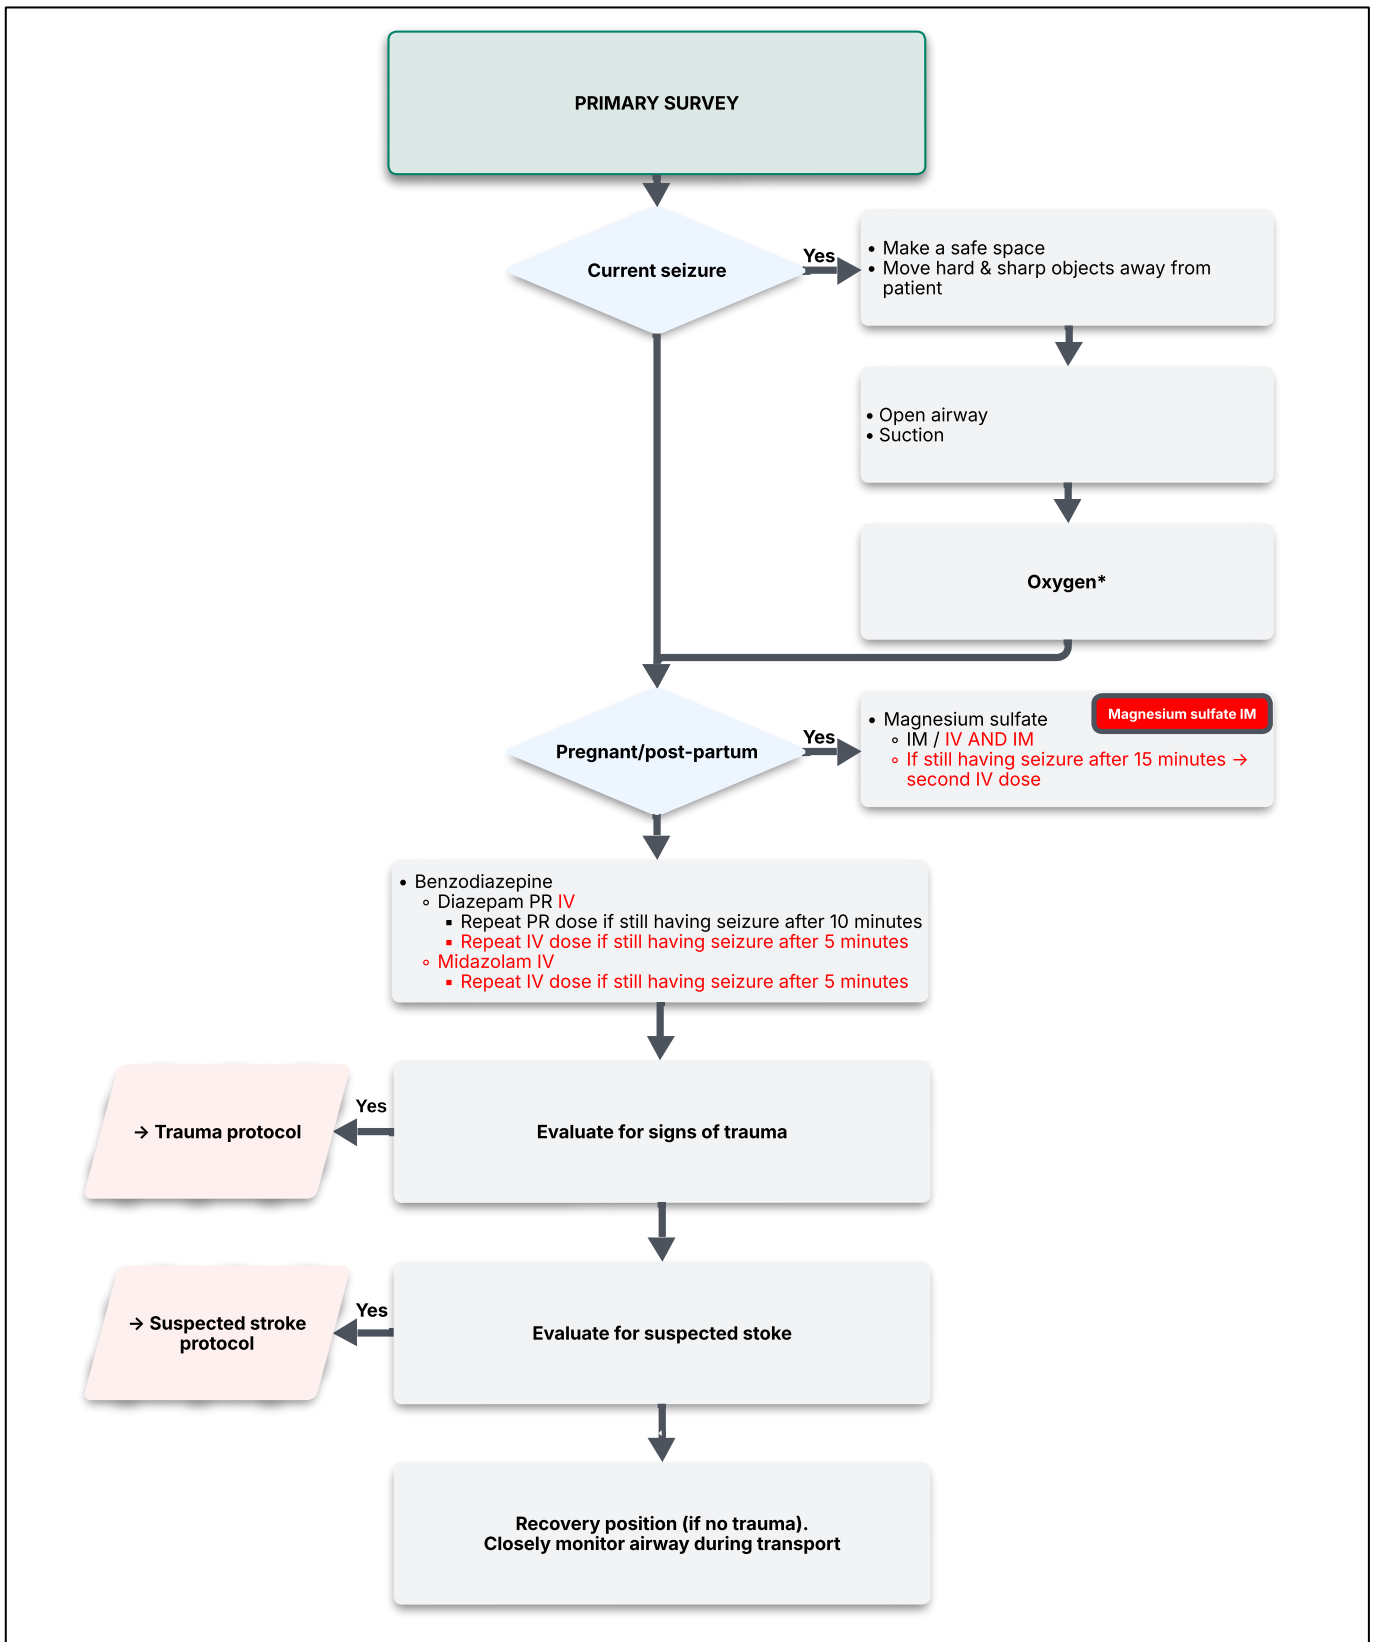 PRIMARY SURVEY
Current seizure
Yes
• Make a safe space
• Move hard & sharp objects away from
patient
• Open airway
• Suction
Oxygen*
Pregnant/post-partum
Yes
Magnesium sulfate IM
• Magnesium sulfate
◦ IM / IV AND IM
◦ If still having seizure after 15 minutes →
second IV dose
• Benzodiazepine
◦ Diazepam PR IV
▪ Repeat PR dose if still having seizure after 10 minutes
▪ Repeat IV dose if still having seizure after 5 minutes
◦ Midazolam IV
▪ Repeat IV dose if still having seizure after 5 minutes
Evaluate for signs of trauma
Yes
→ Trauma protocol
Evaluate for suspected stoke
Yes
→ Suspected stroke
protocol
Recovery position (if no trauma).
Closely monitor airway during transport